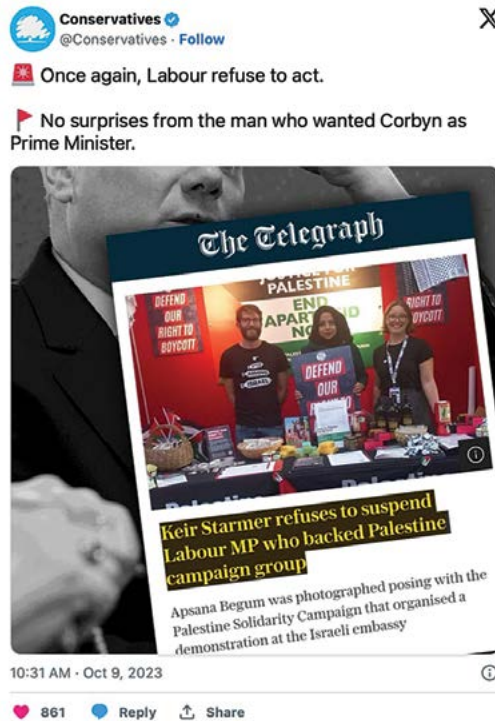 Conservatives
@Conservatives · Follow
Once again, Labour refuse to act.
No surprises from the man who wanted Corbyn as
Prime Minister.
The Telegraph
PALESTINE
END
DEFEND
OUR
RIGHT TO
BOYCOTT
RIGHT TO
BOYCOTT
DEFEND
OUR
ISRAEL
Keir Starmer refuses to suspend
Labour MP who backed Palestine
campaign group
Apsana Begum was photographed posing with the
Palestine Solidarity Campaign that organised a
demonstration at the Israeli embassy
10:31 AM · Oct 9, 2023
861 Reply Share